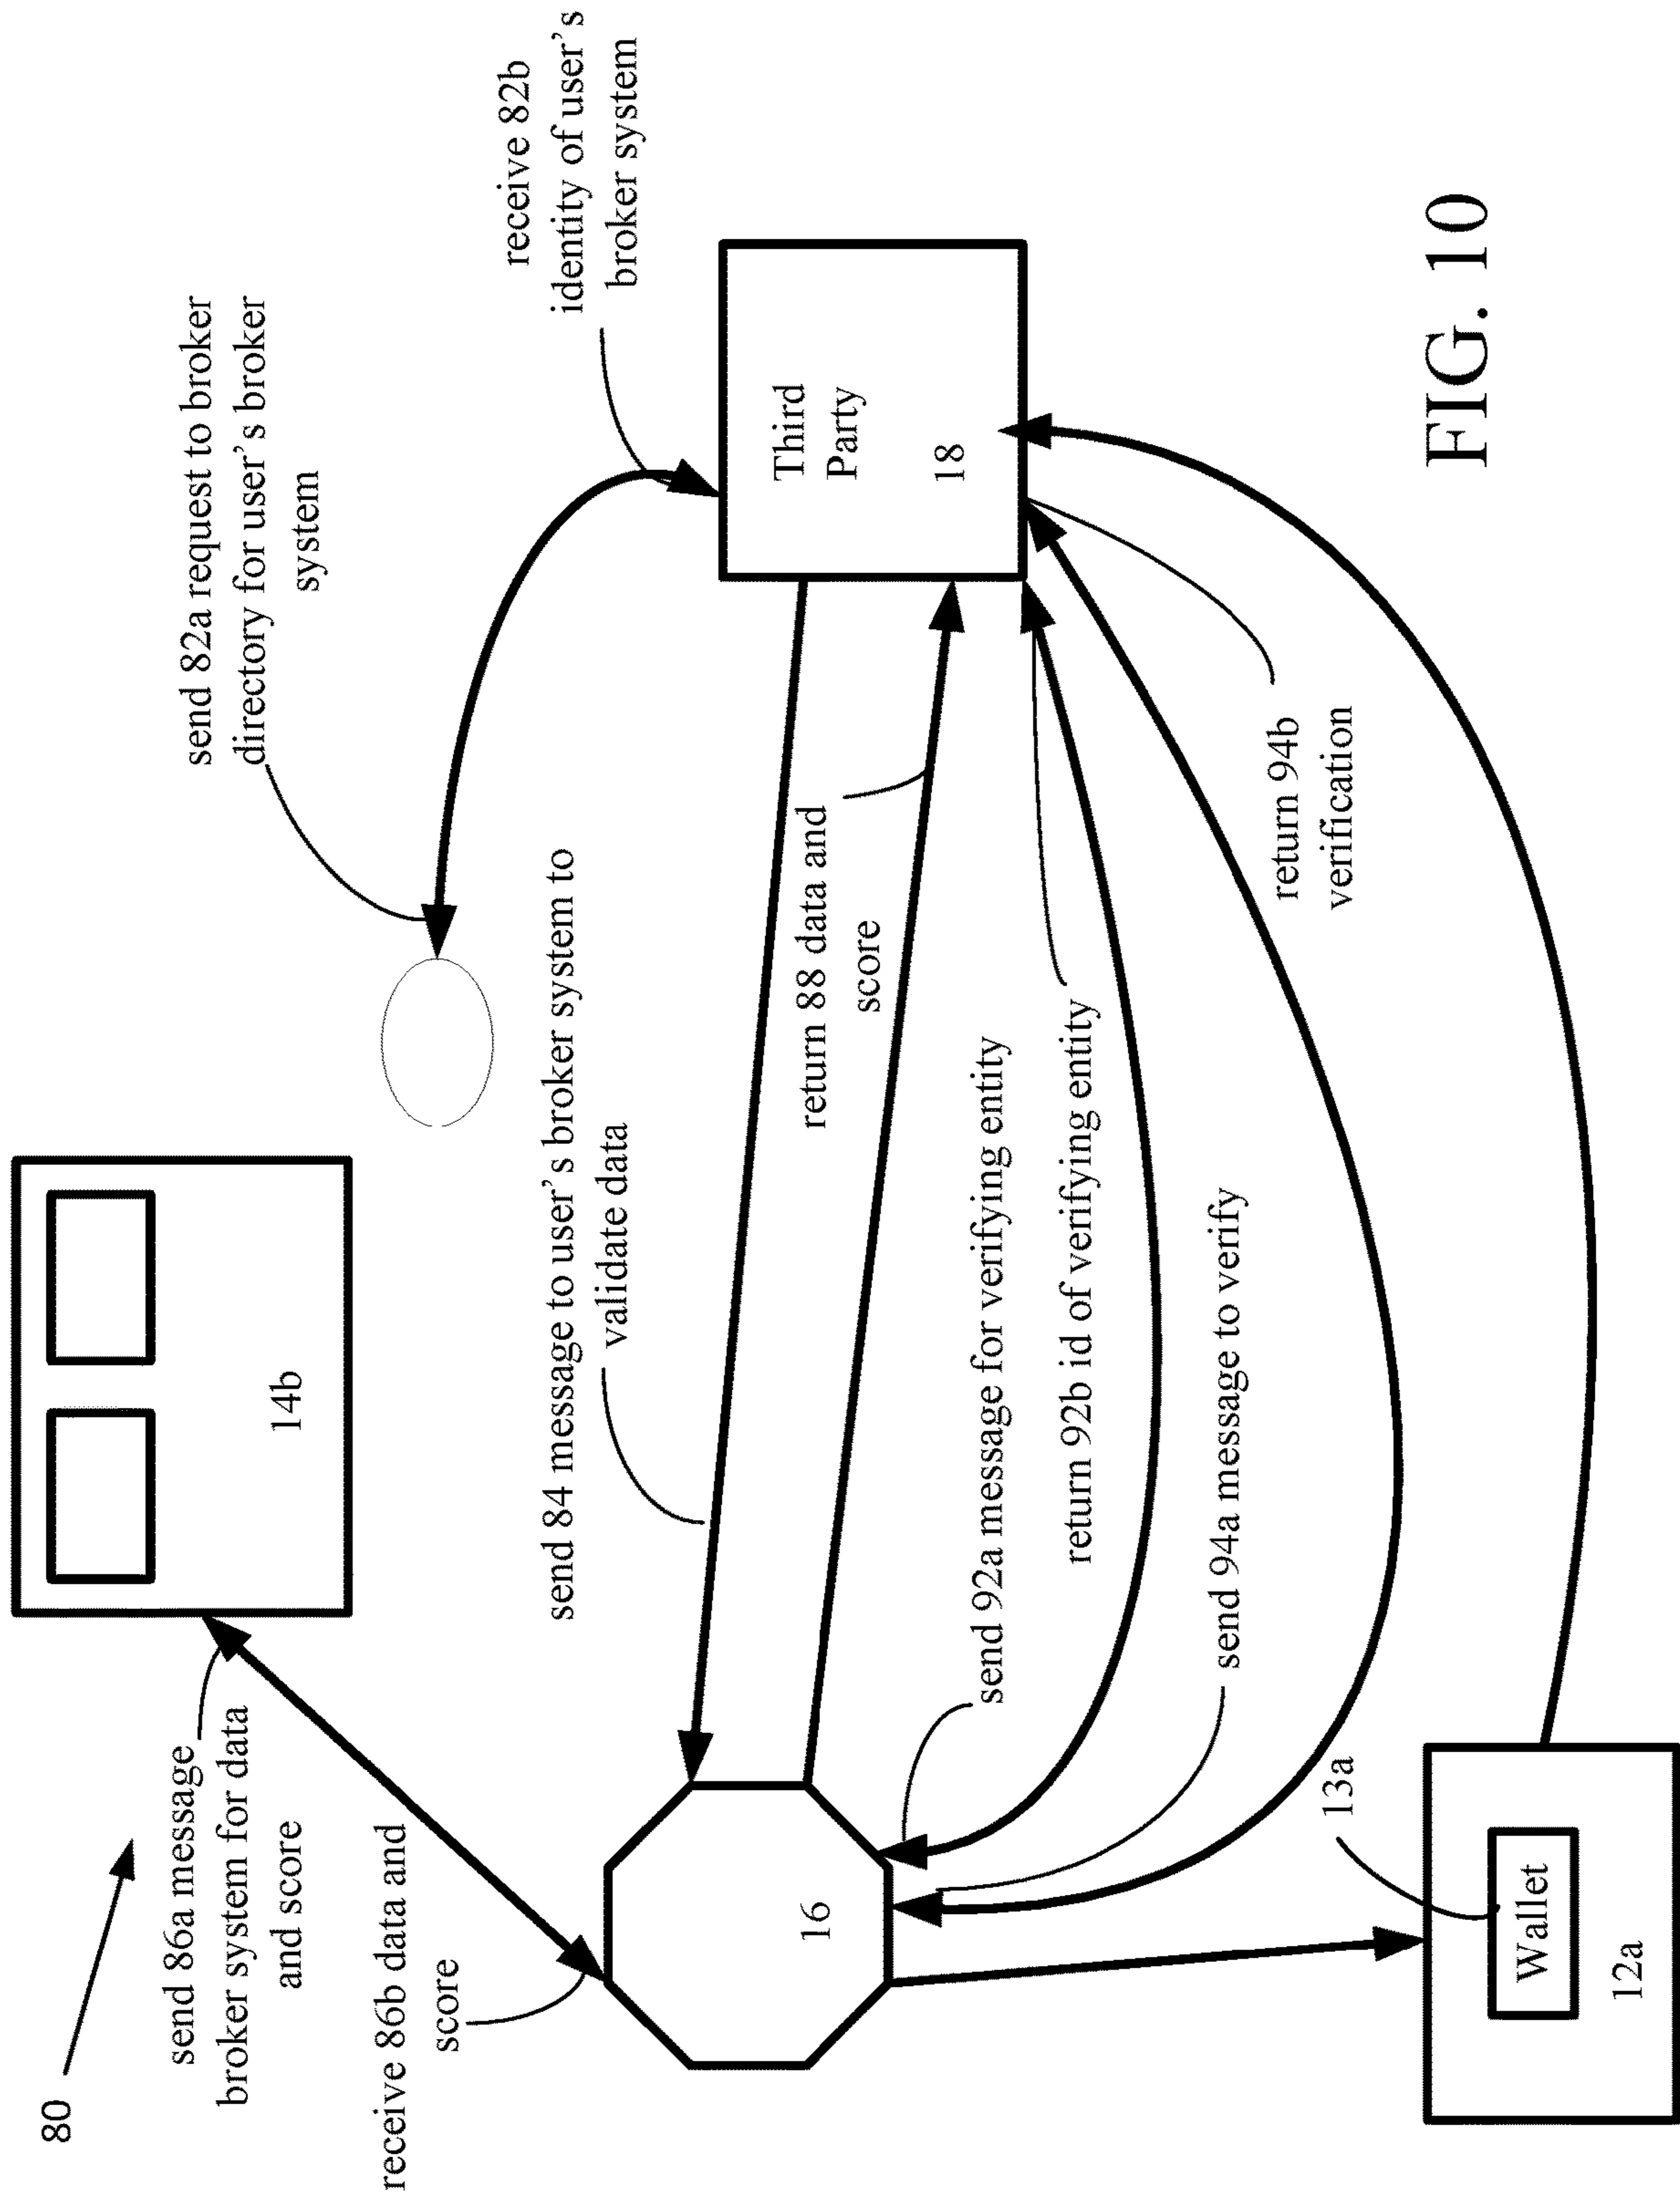 80
send 86a message
broker system for data
and score
receive 86b data and
score
14b
send 82a request to broker
directory for user's broker
system
receive 82b
identity of user's
broker system
send 84 message to user's broker system to
validate data
Third
Party
18
return 88 data and
score
16
send 92a message for verifying entity
return 92b id of verifying entity
send 94a message to verify
return 94b
verification
13a
Wallet
12a
FIG. 10